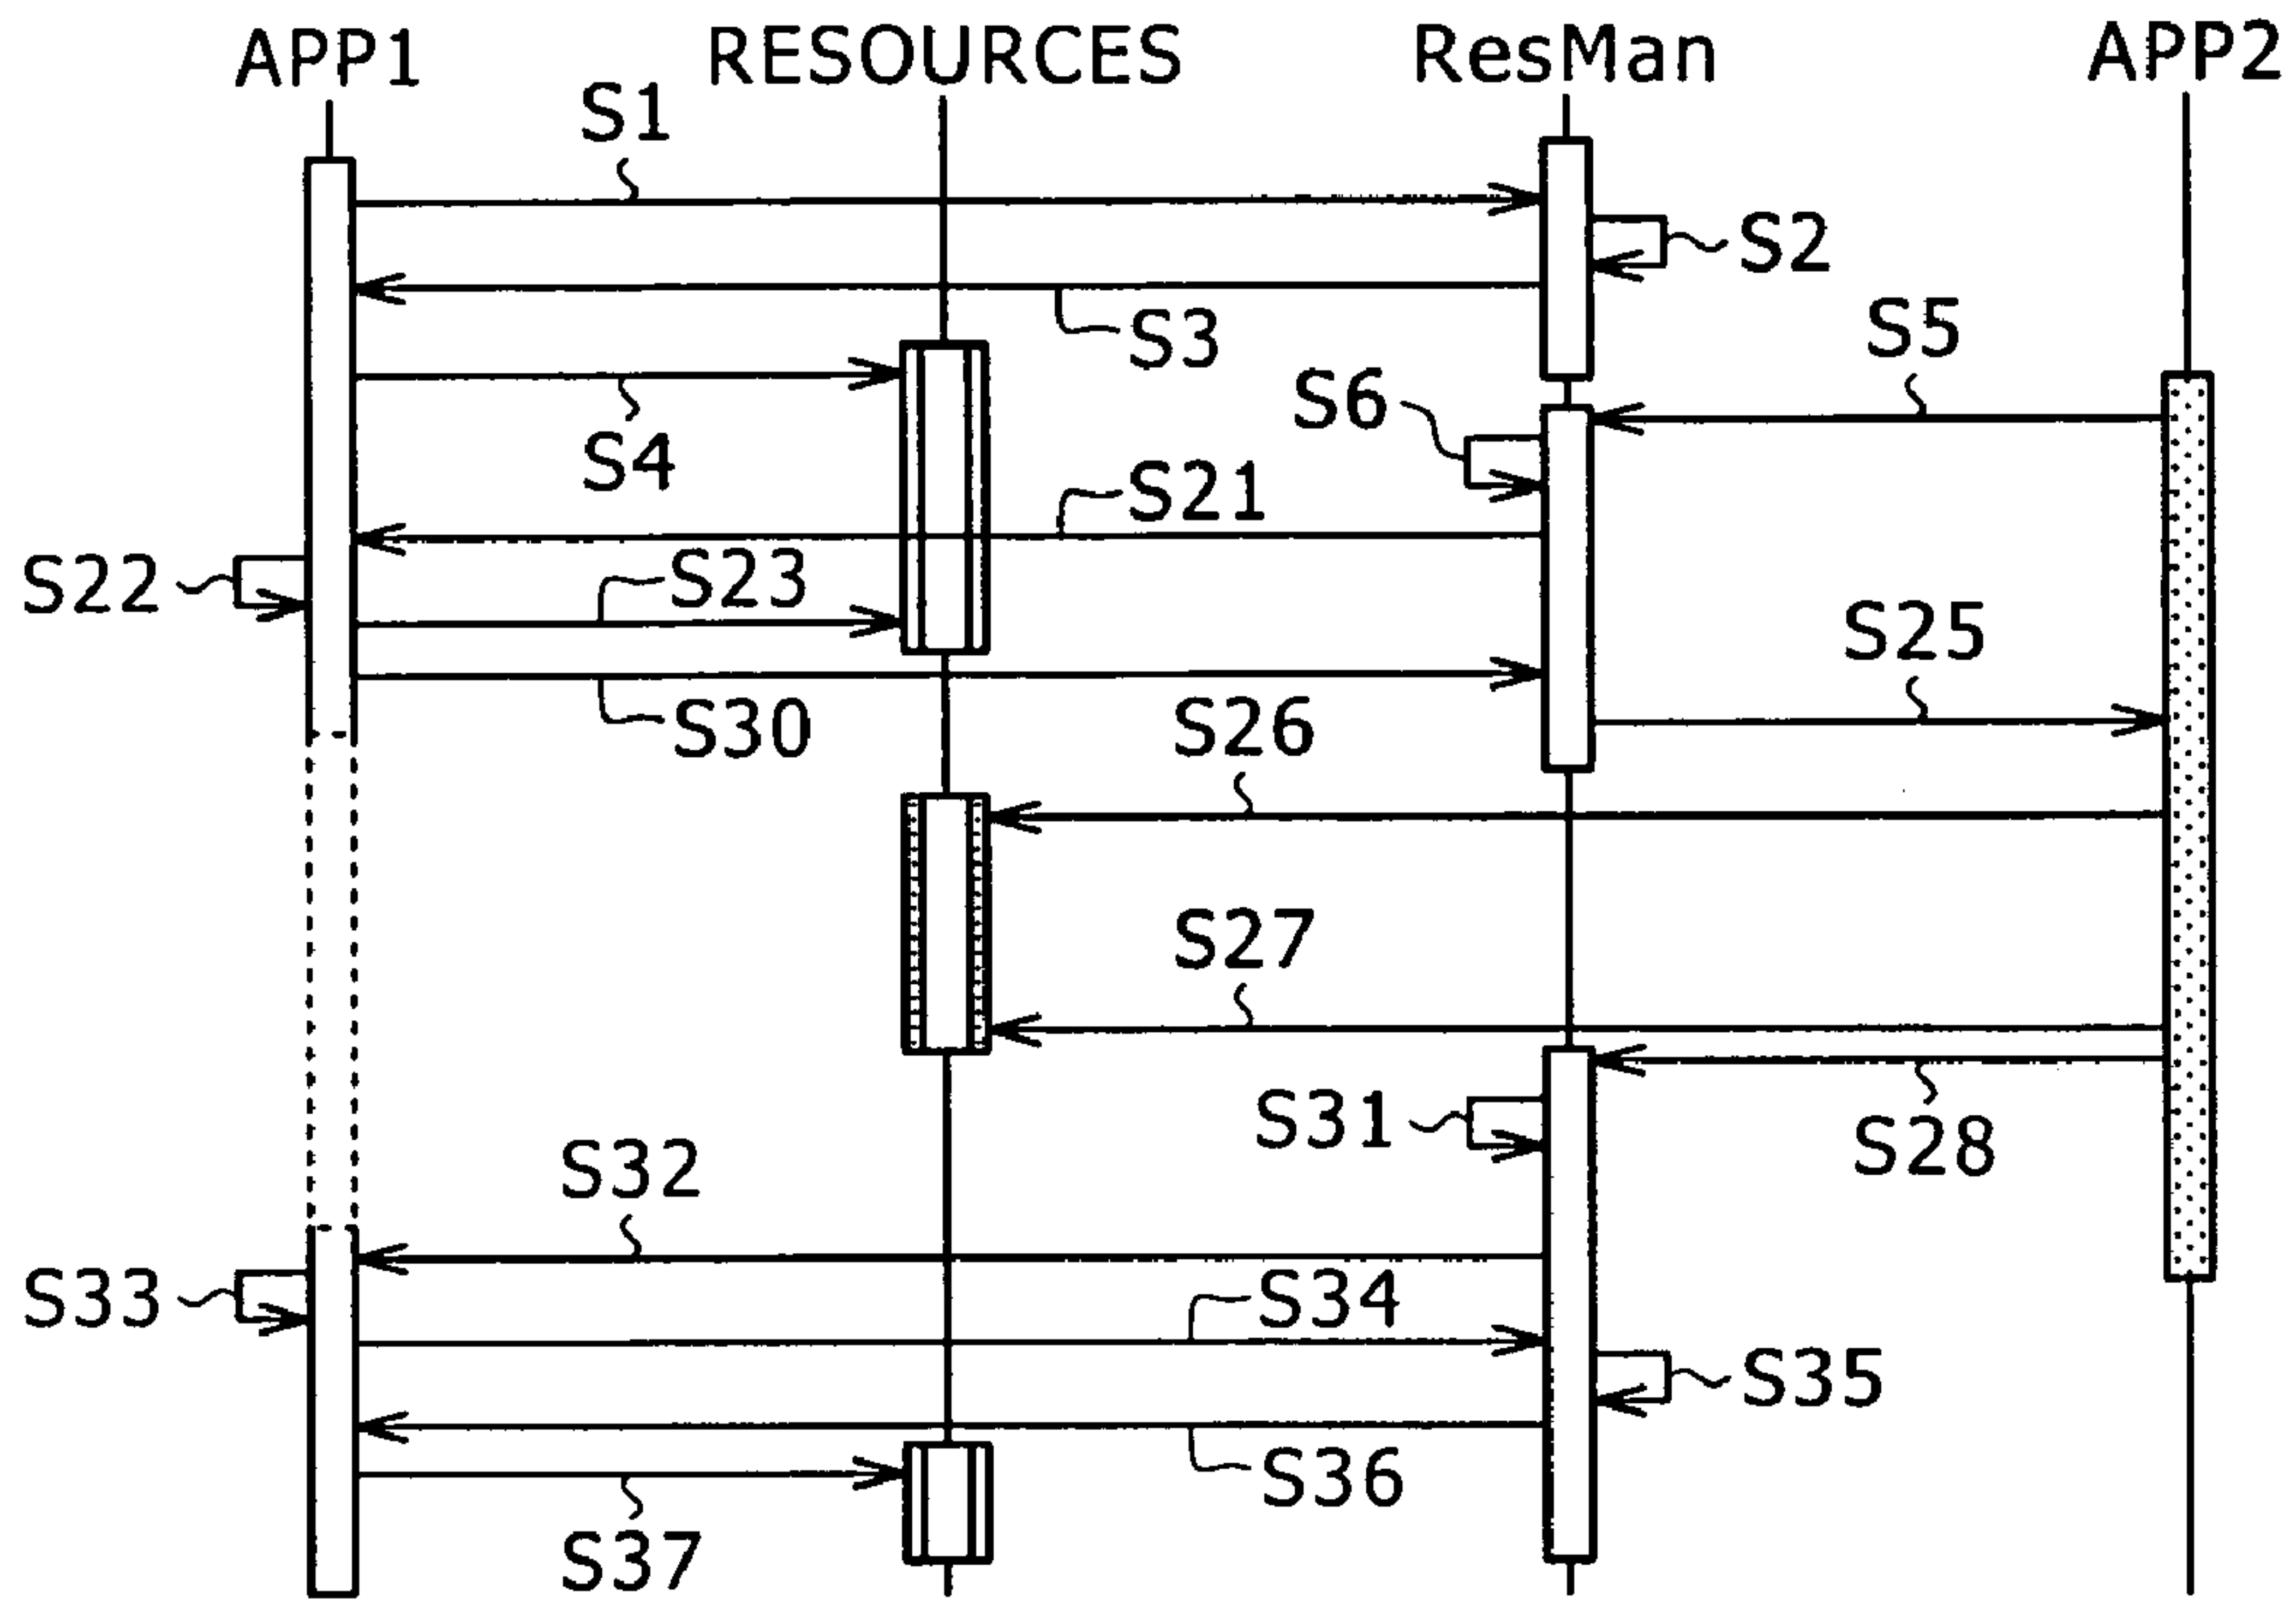 APP1 RESOURCES ResMan APP2
S1
S2
S3
S5
S6
S4
S21
S22
S23
S25
S30
S26
S27
S31
S28
S32
S33
S34
S35
S36
S37